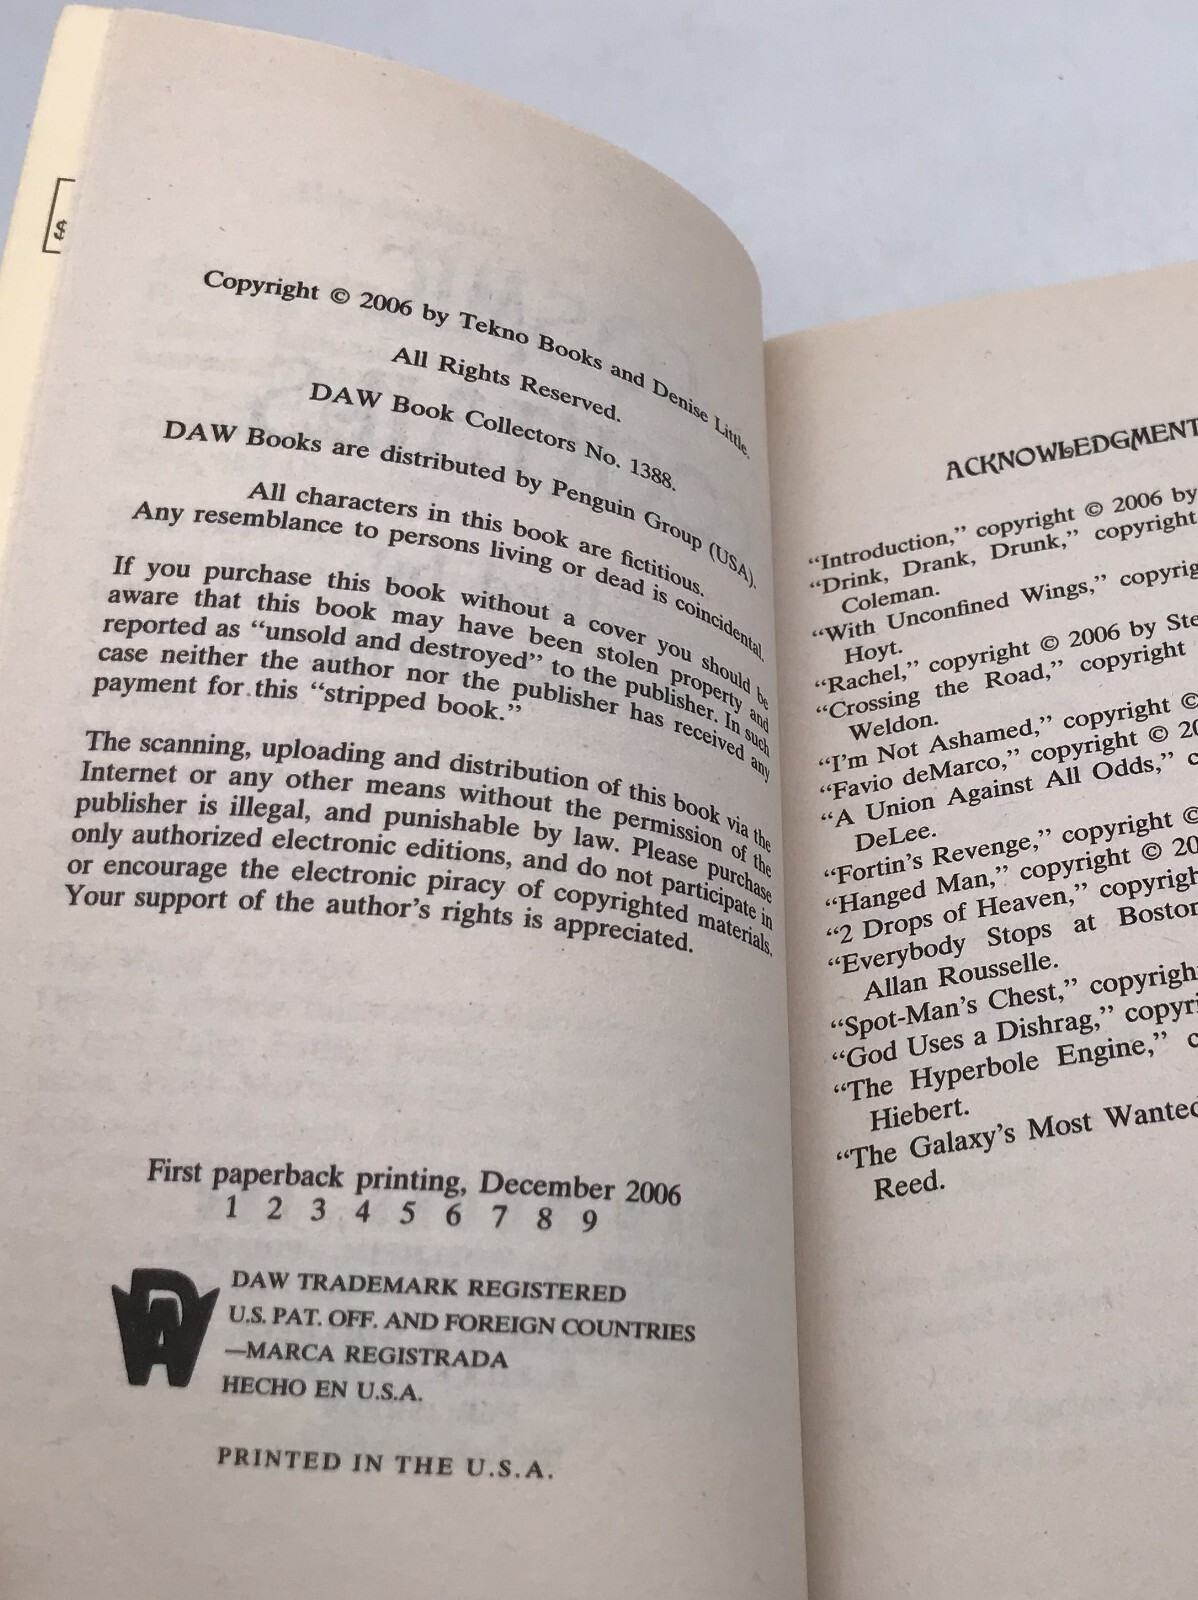 $
Copyright © 2006 by Tekno Books and Denise Little.
All Rights Reserved.
DAW Book Collectors No. 1388.
DAW Books are distributed by Penguin Group (USA).
All characters in this book are fictitious.
Any resemblance to persons living or dead is coincidental.
If you purchase this book without a cover you should be
aware that this book may have been stolen property and
reported as “unsold and destroyed” to the publisher. In such
case neither the author nor the publisher has received any
payment for this “stripped book.”
The scanning, uploading and distribution of this book via the
Internet or any other means without the permission of the
publisher is illegal, and punishable by law. Please purchase
only authorized electronic editions, and do not participate in
or encourage the electronic piracy of copyrighted materials.
Your support of the author’s rights is appreciated.
First paperback printing, December 2006
1 2 3 4 5 6 7 8 9
DAW
DAW TRADEMARK REGISTERED
U.S. PAT. OFF. AND FOREIGN COUNTRIES
—MARCA REGISTRADA
HECHO EN U.S.A.
PRINTED IN THE U.S.A.
ACKNOWLEDGMENT
“Introduction,” copyright © 2006 by
“Drink, Drank, Drunk,” copyright
Coleman.
“With Unconfined Wings,” copyrig
Hoyt.
“Rachel,” copyright © 2006 by Ste
“Crossing the Road,” copyright
Weldon.
“I’m Not Ashamed,” copyright ©
“Favio deMarco,” copyright © 20
“A Union Against All Odds,” c
DeLee.
“Fortin’s Revenge,” copyright ©
“Hanged Man,” copyright © 20
“2 Drops of Heaven,” copyrigh
“Everybody Stops at Boston
Allan Rousselle.
“Spot-Man’s Chest,” copyrigh
“God Uses a Dishrag,” copyri
“The Hyperbole Engine,” c
Hiebert.
“The Galaxy’s Most Wanted
Reed.